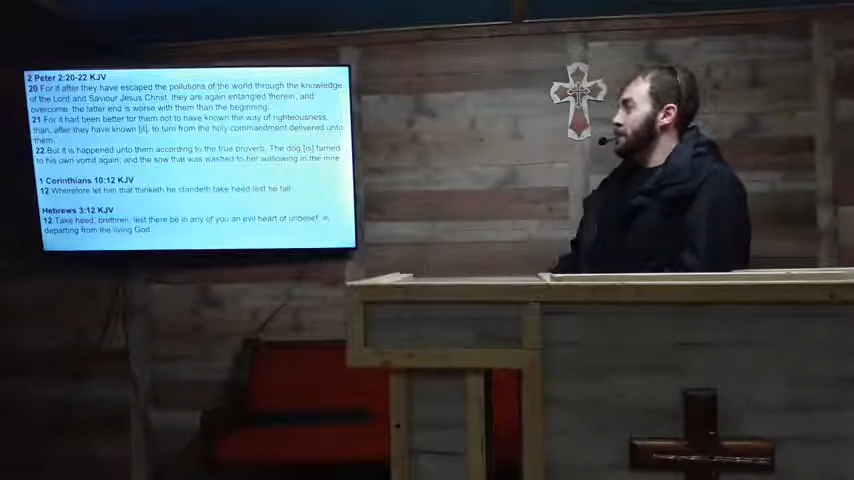 2 Peter 2:20-22 KJV
20 For if after they have escaped the pollutions of the world through the knowledge
of the Lord and Saviour Jesus Christ, they are again entangled therein, and
overcome, the latter end is worse with them than the beginning.
21 For it had been better for them not to have known the way of righteousness,
than, after they have known [it], to turn from the holy commandment delivered unto
them.
22 But it is happened unto them according to the true proverb, The dog [is] turned
to his own vomit again; and the sow that was washed to her wallowing in the mire.
1 Corinthians 10:12 KJV
12 Wherefore let him that thinketh he standeth take heed lest he fall.
Hebrews 3:12 KJV
12 Take heed, brethren, lest there be in any of you an evil heart of unbelief, in
departing from the living God.